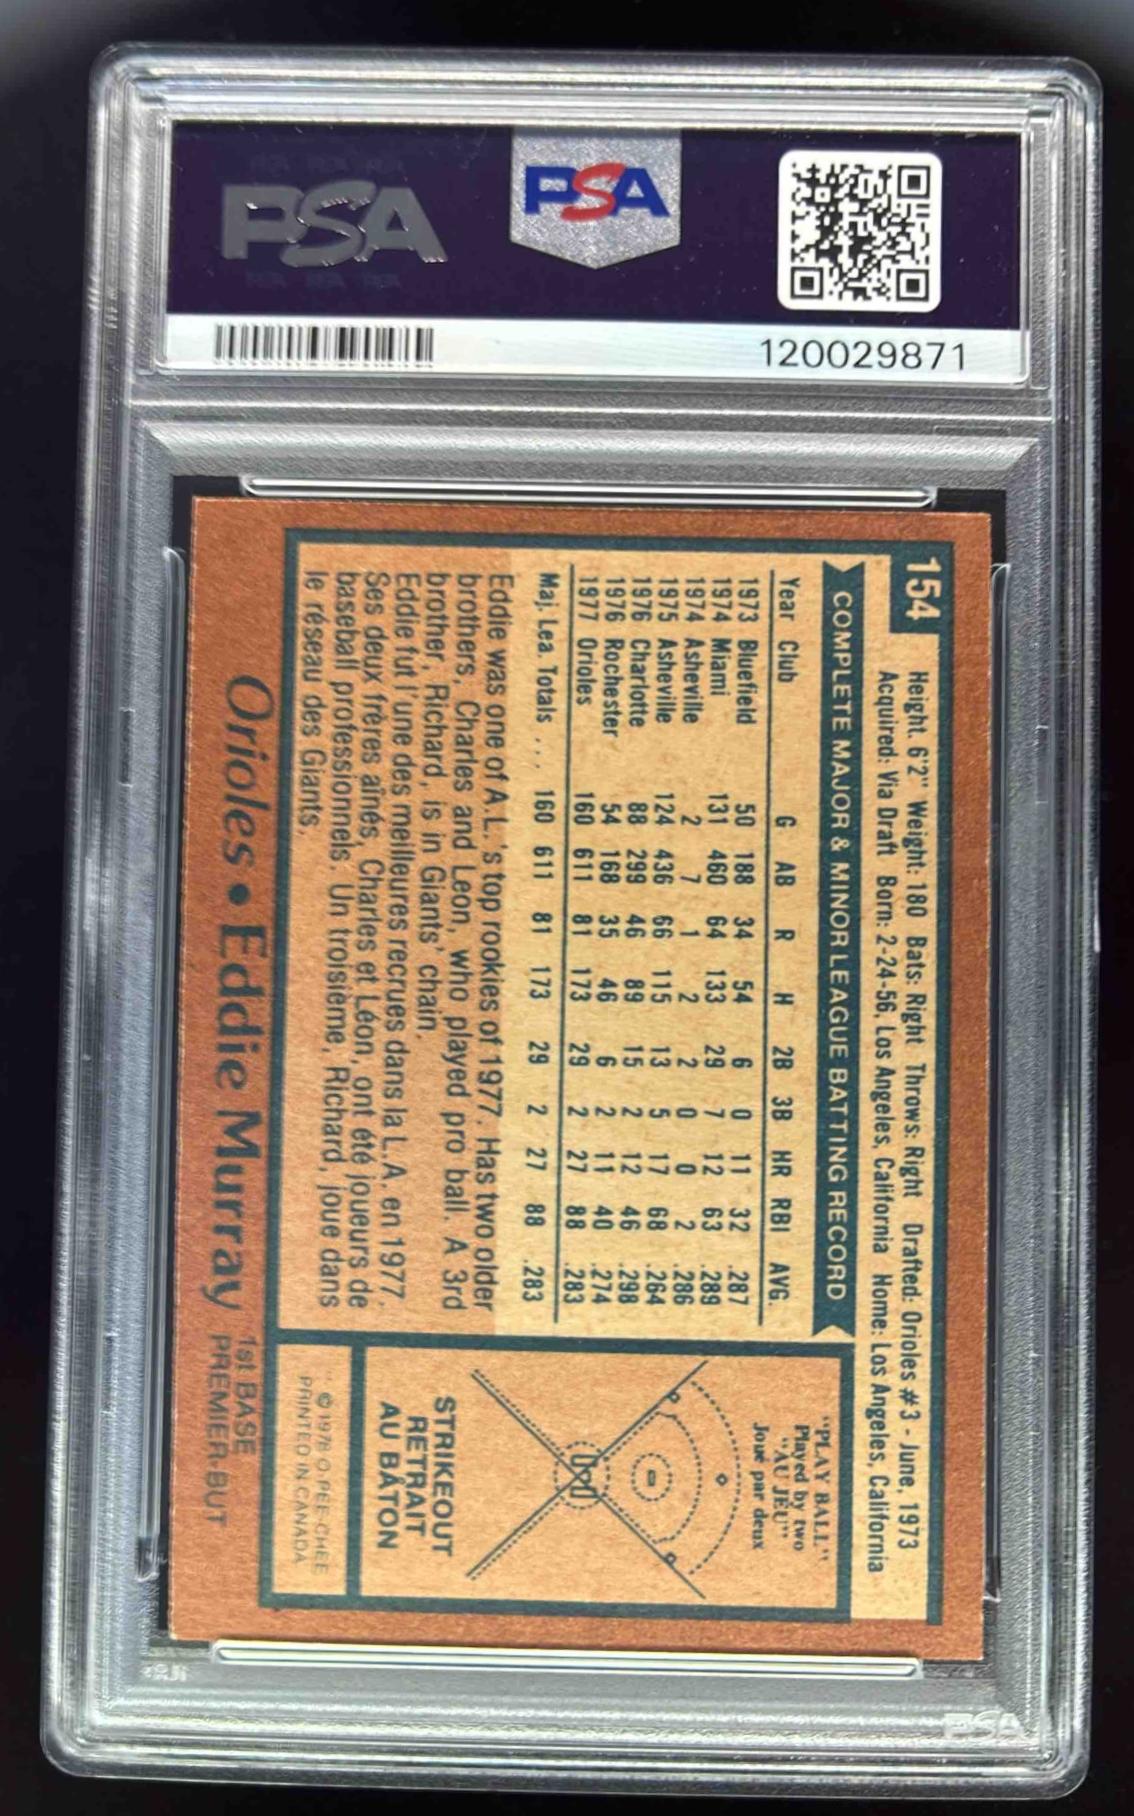 PSA
PSA
120029871
154
Height: 6'2" Weight: 180 Bats: Right Throws: Right Drafted: Orioles #3 - June, 1973
Acquired: Via Draft Born: 2-24-56, Los Angeles, California Home: Los Angeles, California
COMPLETE MAJOR & MINOR LEAGUE BATTING RECORD
Year Club G AB R H 2B 3B HR RBI AVG.
1973 Bluefield 50 188 34 54 6 0 11 32 .287
1974 Miami 131 460 64 133 29 7 12 63 .289
1974 Asheville 2 7 1 2 2 0 0 2 .286
1975 Asheville 124 436 66 115 13 5 17 68 .264
1976 Charlotte 88 299 46 89 15 2 12 46 .298
1976 Rochester 54 168 35 46 6 2 11 40 .274
1977 Orioles 160 611 81 173 29 2 27 88 .283
Maj. Lea. Totals ... 160 611 81 173 29 2 27 88 .283
Eddie was one of A.L.'s top rookies of 1977. Has two older
brothers, Charles and Leon, who played pro ball. A 3rd
brother, Richard, is in Giants' chain.
Eddie fut l'une des meilleures recrues dans la L.A. en 1977.
Ses deux frères aînés, Charles et Léon, ont été joueurs de
baseball professionnels. Un troisième, Richard, joue dans
le réseau des Giants.
"PLAY BALL"
Played by two
"AU JEU"
Joué par deux
STRIKEOUT
RETRAIT
AU BÂTON
© 1978 O-PEE-CHEE
PRINTED IN CANADA
Orioles • Eddie Murray
1st BASE
PREMIER-BUT
PSA